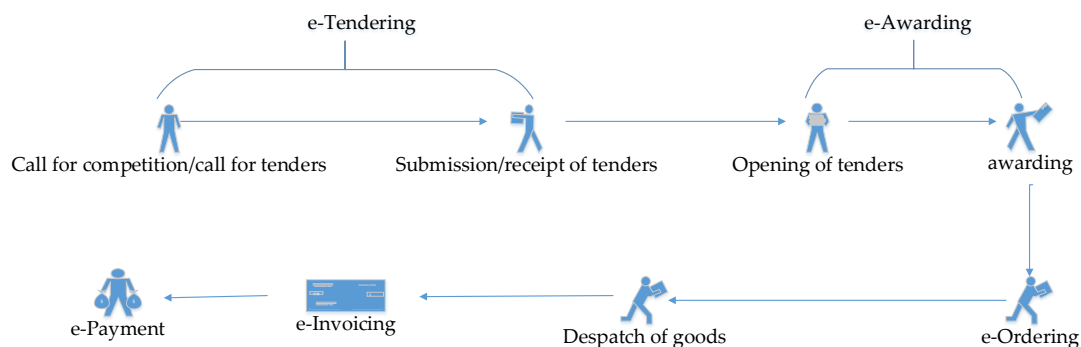 e-Tendering
e-Awarding
Call for competition/call for tenders
Submission/receipt of tenders
Opening of tenders
awarding
e-Payment
e-Invoicing
Despatch of goods
e-Ordering